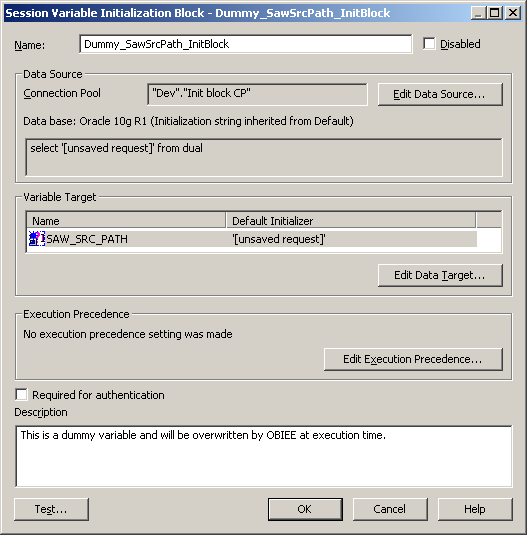 Session Variable Initialization Block - Dummy_SawSrcPath_InitBlock
Name: Dummy_SawSrcPath_InitBlock Disabled
Data Source
Connection Pool "Dev"."Init block CP" Edit Data Source...
Data base: Oracle 10g R1 (Initialization string inherited from Default)
select '[unsaved request]' from dual
Variable Target
Name Default Initializer
SAW_SRC_PATH '[unsaved request]'
Edit Data Target...
Execution Precedence
No execution precedence setting was made
Edit Execution Precedence...
Required for authentication
Description
This is a dummy variable and will be overwritten by OBIEE at execution time.
Test... OK Cancel Help